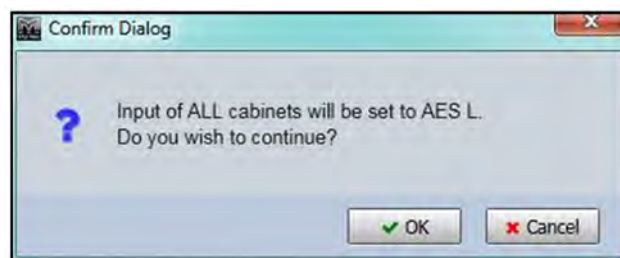 Confirm Dialog
Input of ALL cabinets will be set to AES L.
Do you wish to continue?
OK
Cancel